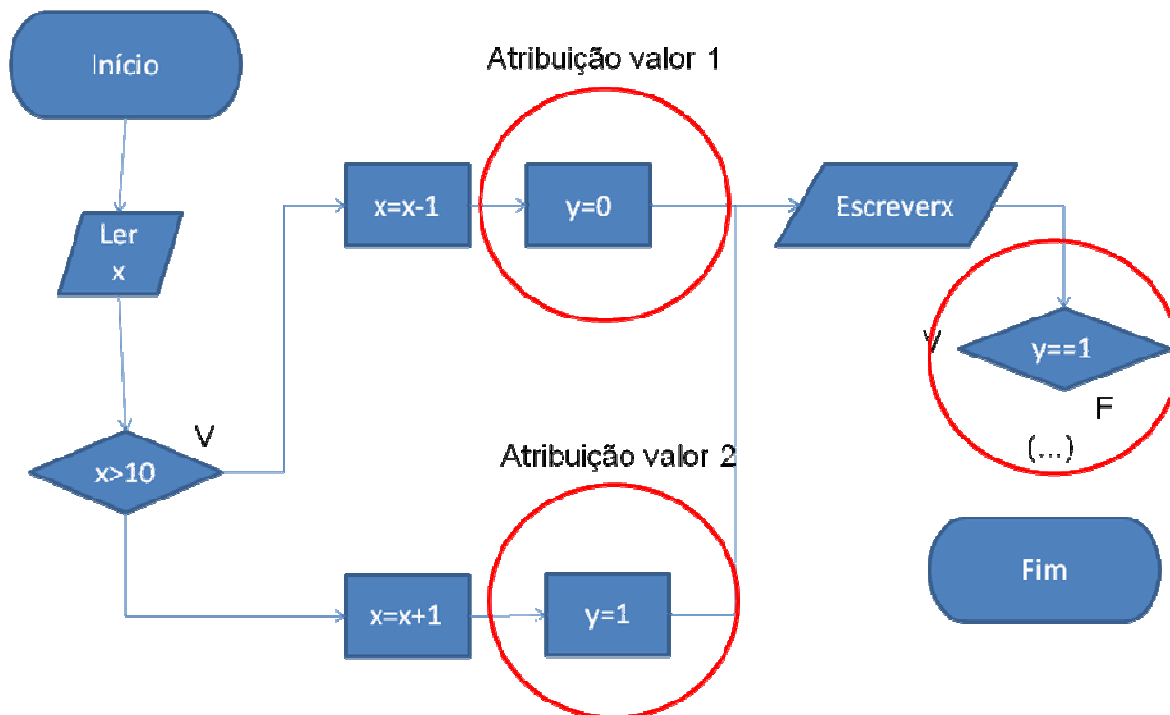 Início
Atribuição valor 1
Ler
x
x=x-1
y=0
Escreverx
V
y==1
F
(...)
V
x>10
Atribuição valor 2
x=x+1
y=1
Fim